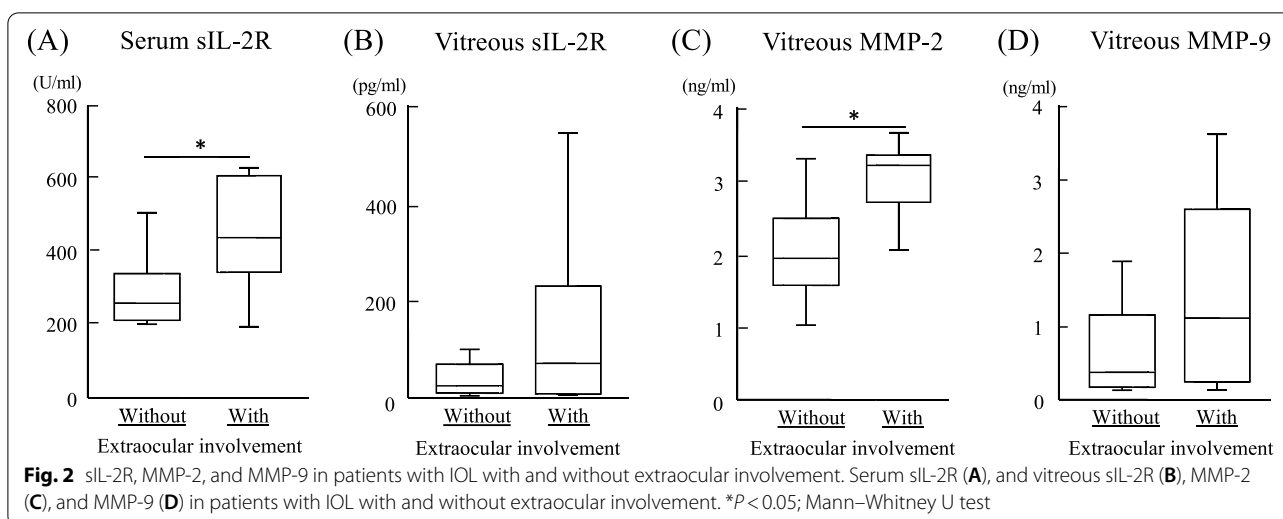 (A) Serum sIL-2R
(U/ml)
800
600
400
200
0
*
Without With
Extraocular involvement
(B) Vitreous sIL-2R
(pg/ml)
600
400
200
0
Without With
Extraocular involvement
(C) Vitreous MMP-2
(ng/ml)
4
3
2
1
0
*
Without With
Extraocular involvement
(D) Vitreous MMP-9
(ng/ml)
4
3
2
1
0
Without With
Extraocular involvement
Fig. 2 sIL-2R, MMP-2, and MMP-9 in patients with IOL with and without extraocular involvement. Serum sIL-2R (A), and vitreous sIL-2R (B), MMP-2
(C), and MMP-9 (D) in patients with IOL with and without extraocular involvement. *P < 0.05; Mann–Whitney U test